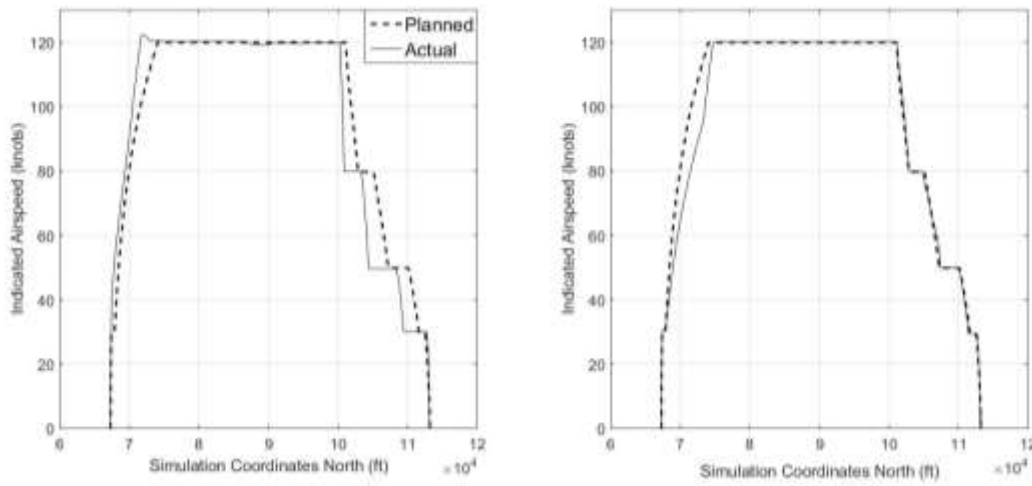 Planned
Actual
Indicated Airspeed (knots)
120
100
80
60
40
20
0
6 7 8 9 10 11 12
Simulation Coordinates North (ft)
×10⁴
Indicated Airspeed (knots)
120
100
80
60
40
20
0
6 7 8 9 10 11 12
Simulation Coordinates North (ft)
×10⁴